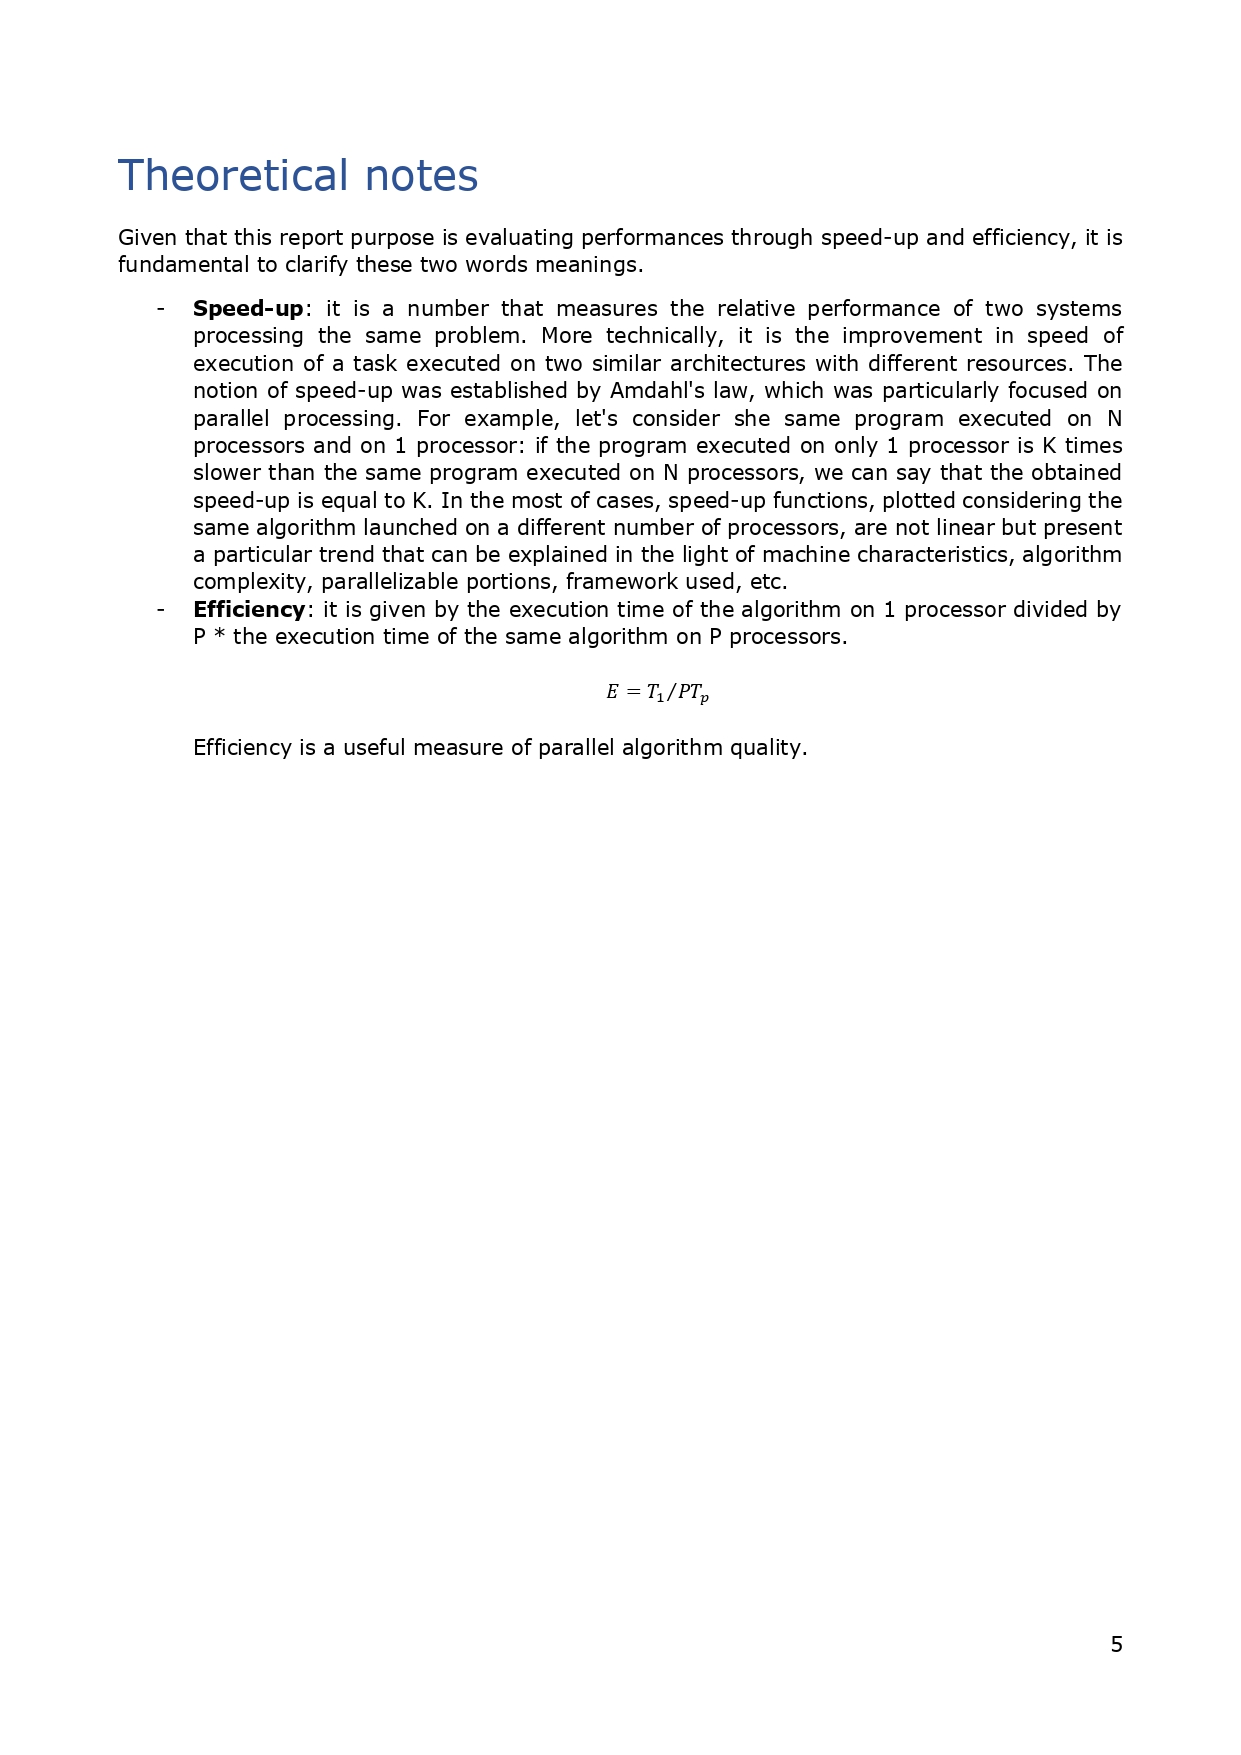 Theoretical notes
Given that this report purpose is evaluating performances through speed-up and efficiency, it is
fundamental to clarify these two words meanings.
- Speed-up: it is a number that measures the relative performance of two systems
processing the same problem. More technically, it is the improvement in speed of
execution of a task executed on two similar architectures with different resources. The
notion of speed-up was established by Amdahl's law, which was particularly focused on
parallel processing. For example, let's consider she same program executed on N
processors and on 1 processor: if the program executed on only 1 processor is K times
slower than the same program executed on N processors, we can say that the obtained
speed-up is equal to K. In the most of cases, speed-up functions, plotted considering the
same algorithm launched on a different number of processors, are not linear but present
a particular trend that can be explained in the light of machine characteristics, algorithm
complexity, parallelizable portions, framework used, etc.
- Efficiency: it is given by the execution time of the algorithm on 1 processor divided by
P * the execution time of the same algorithm on P processors.
E = T₁/PTₚ
Efficiency is a useful measure of parallel algorithm quality.
5